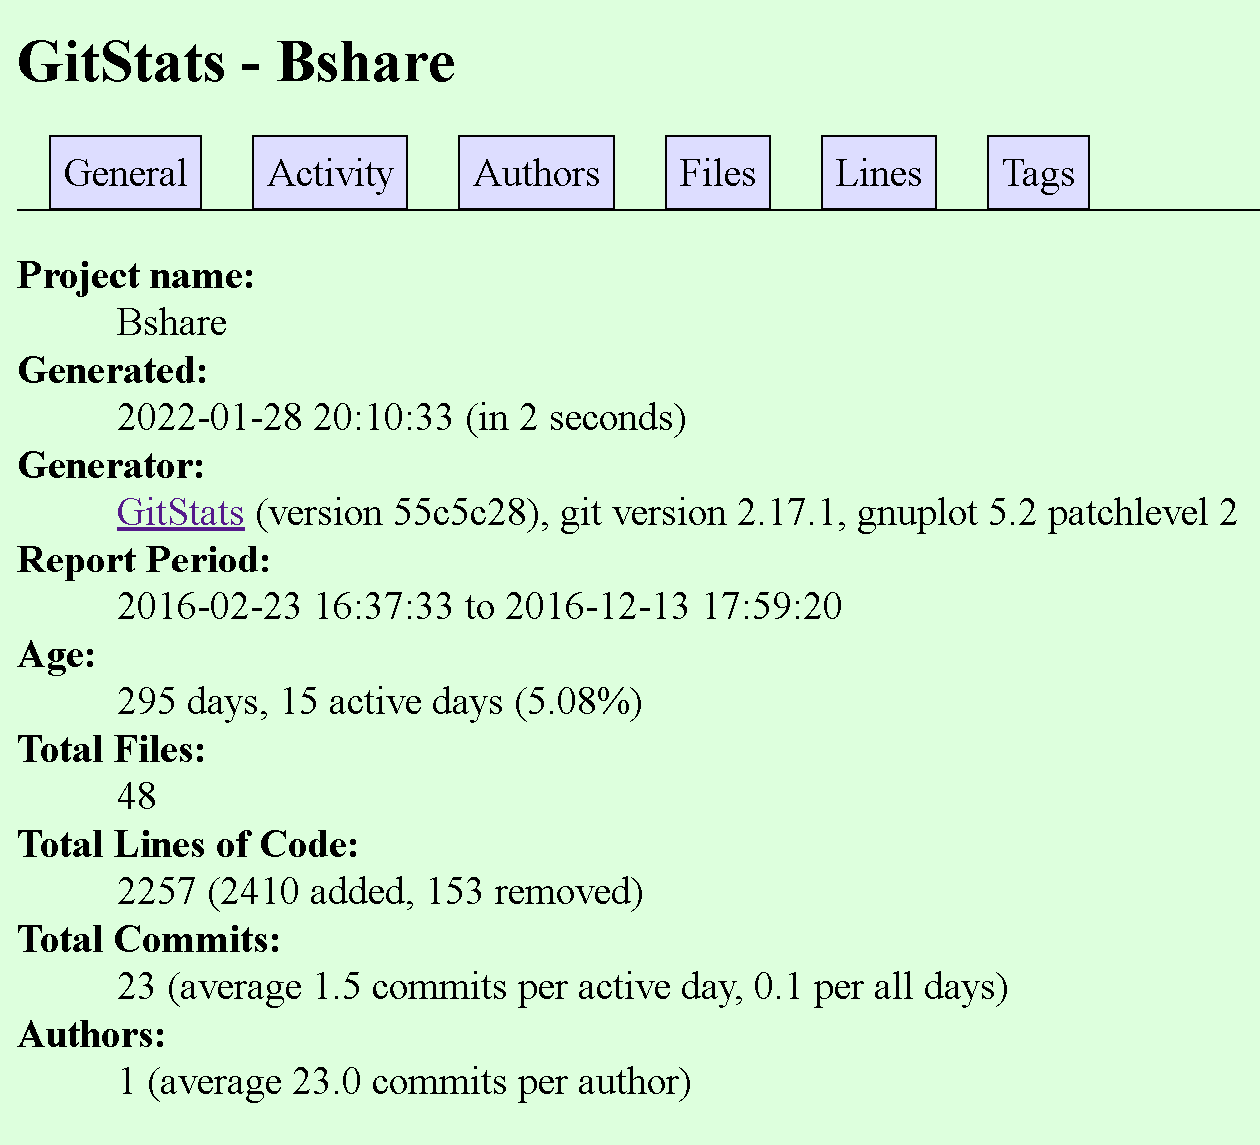 GitStats - Bshare
General Activity Authors Files Lines Tags
Project name:
Bshare
Generated:
2022-01-28 20:10:33 (in 2 seconds)
Generator:
GitStats (version 55c5c28), git version 2.17.1, gnuplot 5.2 patchlevel 2
Report Period:
2016-02-23 16:37:33 to 2016-12-13 17:59:20
Age:
295 days, 15 active days (5.08%)
Total Files:
48
Total Lines of Code:
2257 (2410 added, 153 removed)
Total Commits:
23 (average 1.5 commits per active day, 0.1 per all days)
Authors:
1 (average 23.0 commits per author)